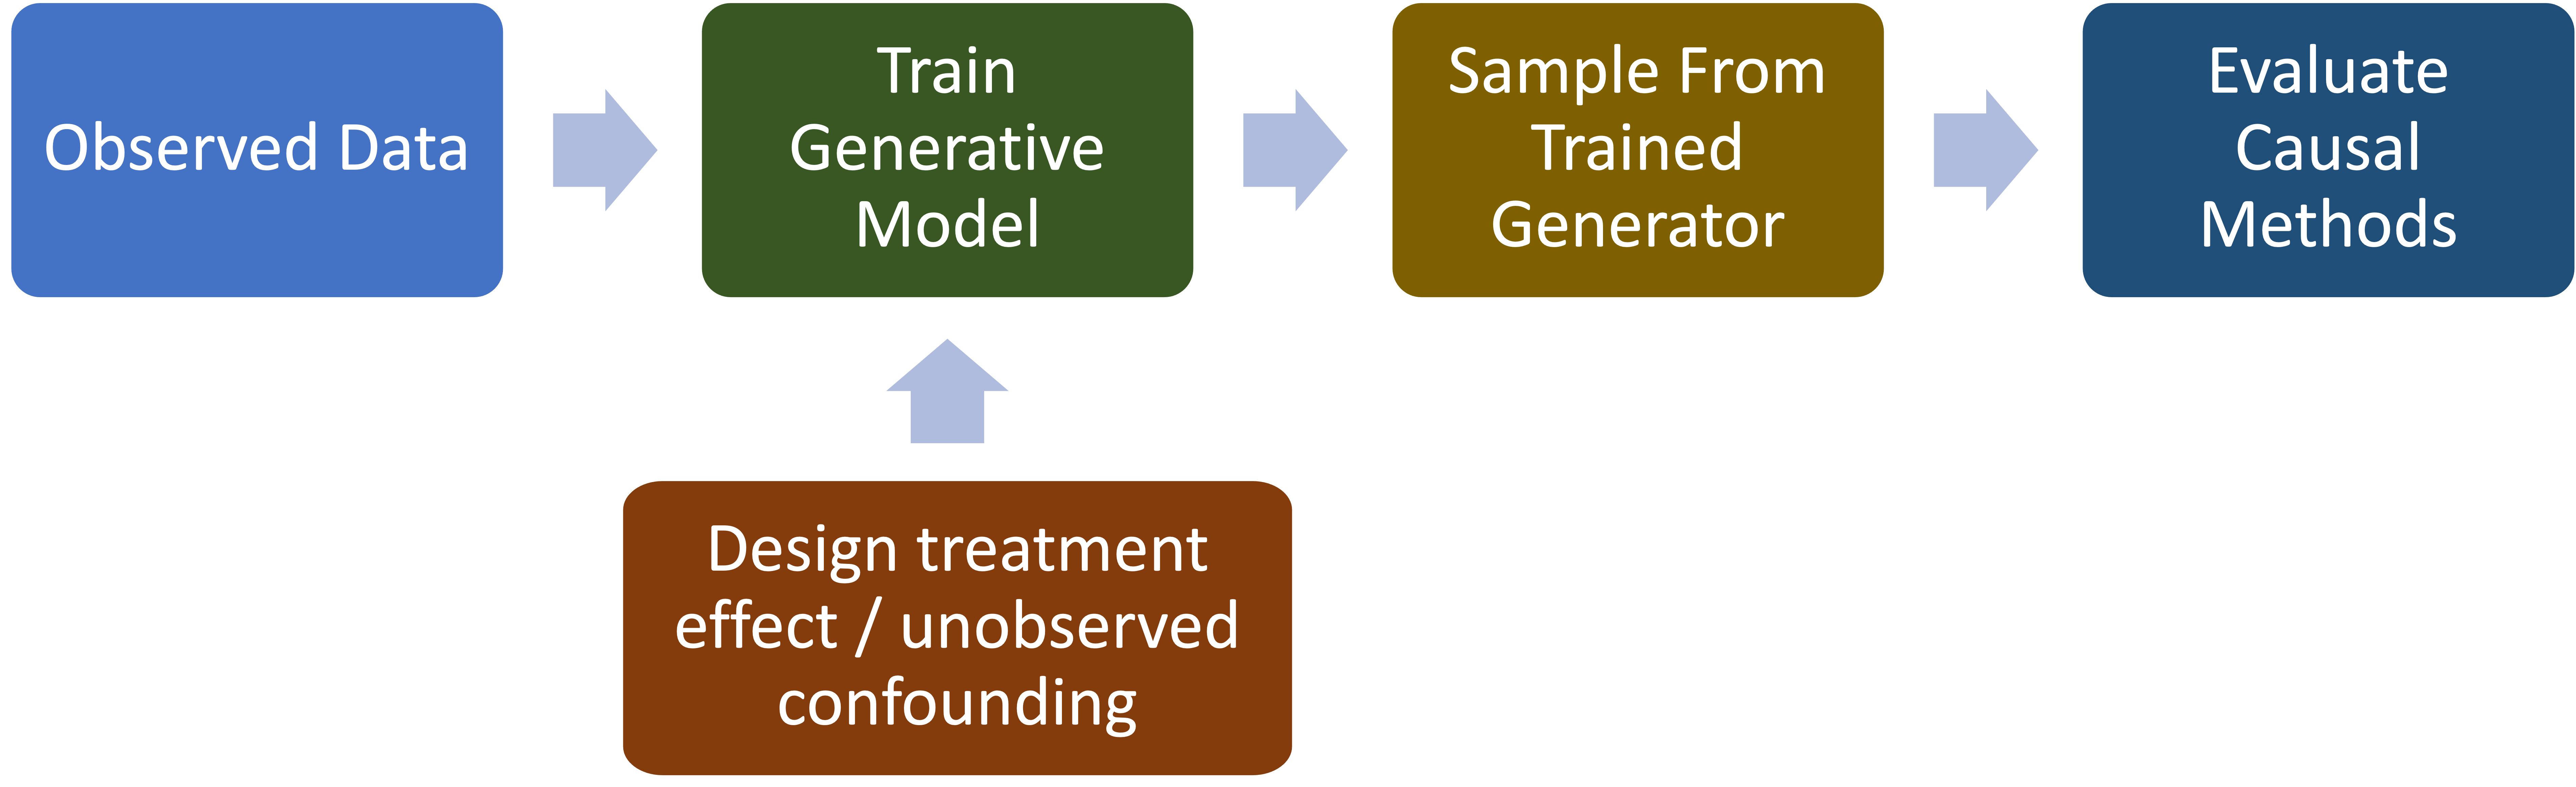 Observed Data
Train
Generative
Model
Sample From
Trained
Generator
Evaluate
Causal
Methods
Design treatment
effect / unobserved
confounding